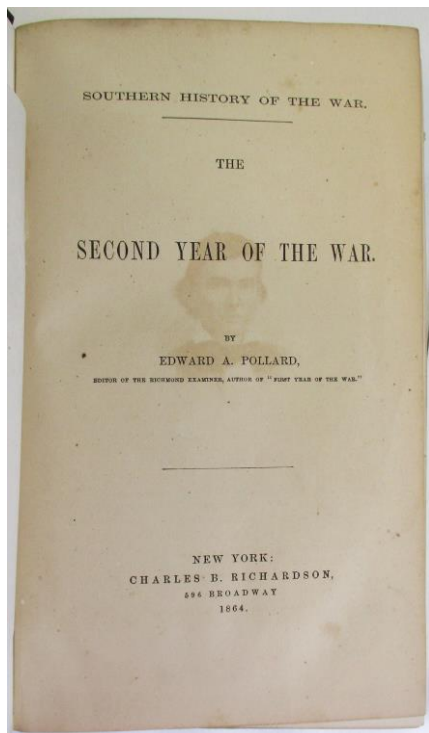 SOUTHERN HISTORY OF THE WAR.
THE
SECOND YEAR OF THE WAR.
BY
EDWARD A. POLLARD,
EDITOR OF THE RICHMOND EXAMINER, AUTHOR OF "FIRST YEAR OF THE WAR."
NEW YORK:
CHARLES B. RICHARDSON,
596 BROADWAY
1864.